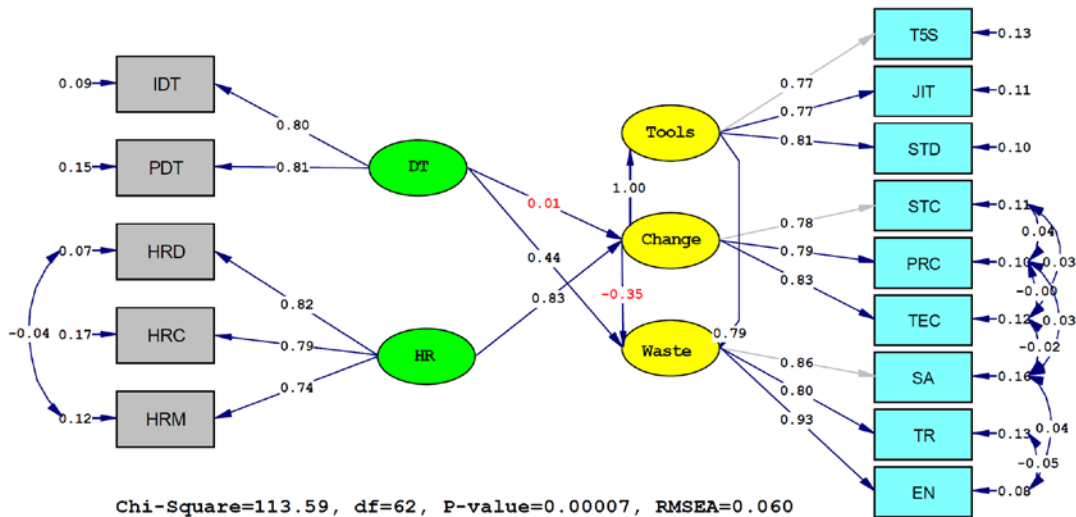 T5S
0.13
0.09
IDT
0.77
JIT
0.11
0.77
Tools
0.80
0.81
STD
0.10
0.15
PDT
0.81
DT
1.00
STC
0.11
0.01
0.78
0.04
0.07
HRD
Change
0.79
PRC
0.10
0.03
0.44
0.83
0.83
-0.00
-0.35
0.82
TEC
0.12
0.03
-0.04
0.17
HRC
0.79
HR
0.79
-0.02
Waste
0.86
SA
0.16
0.74
0.80
0.12
HRM
0.93
TR
0.13
0.04
-0.05
EN
0.08
Chi-Square=113.59, df=62, P-value=0.00007, RMSEA=0.060